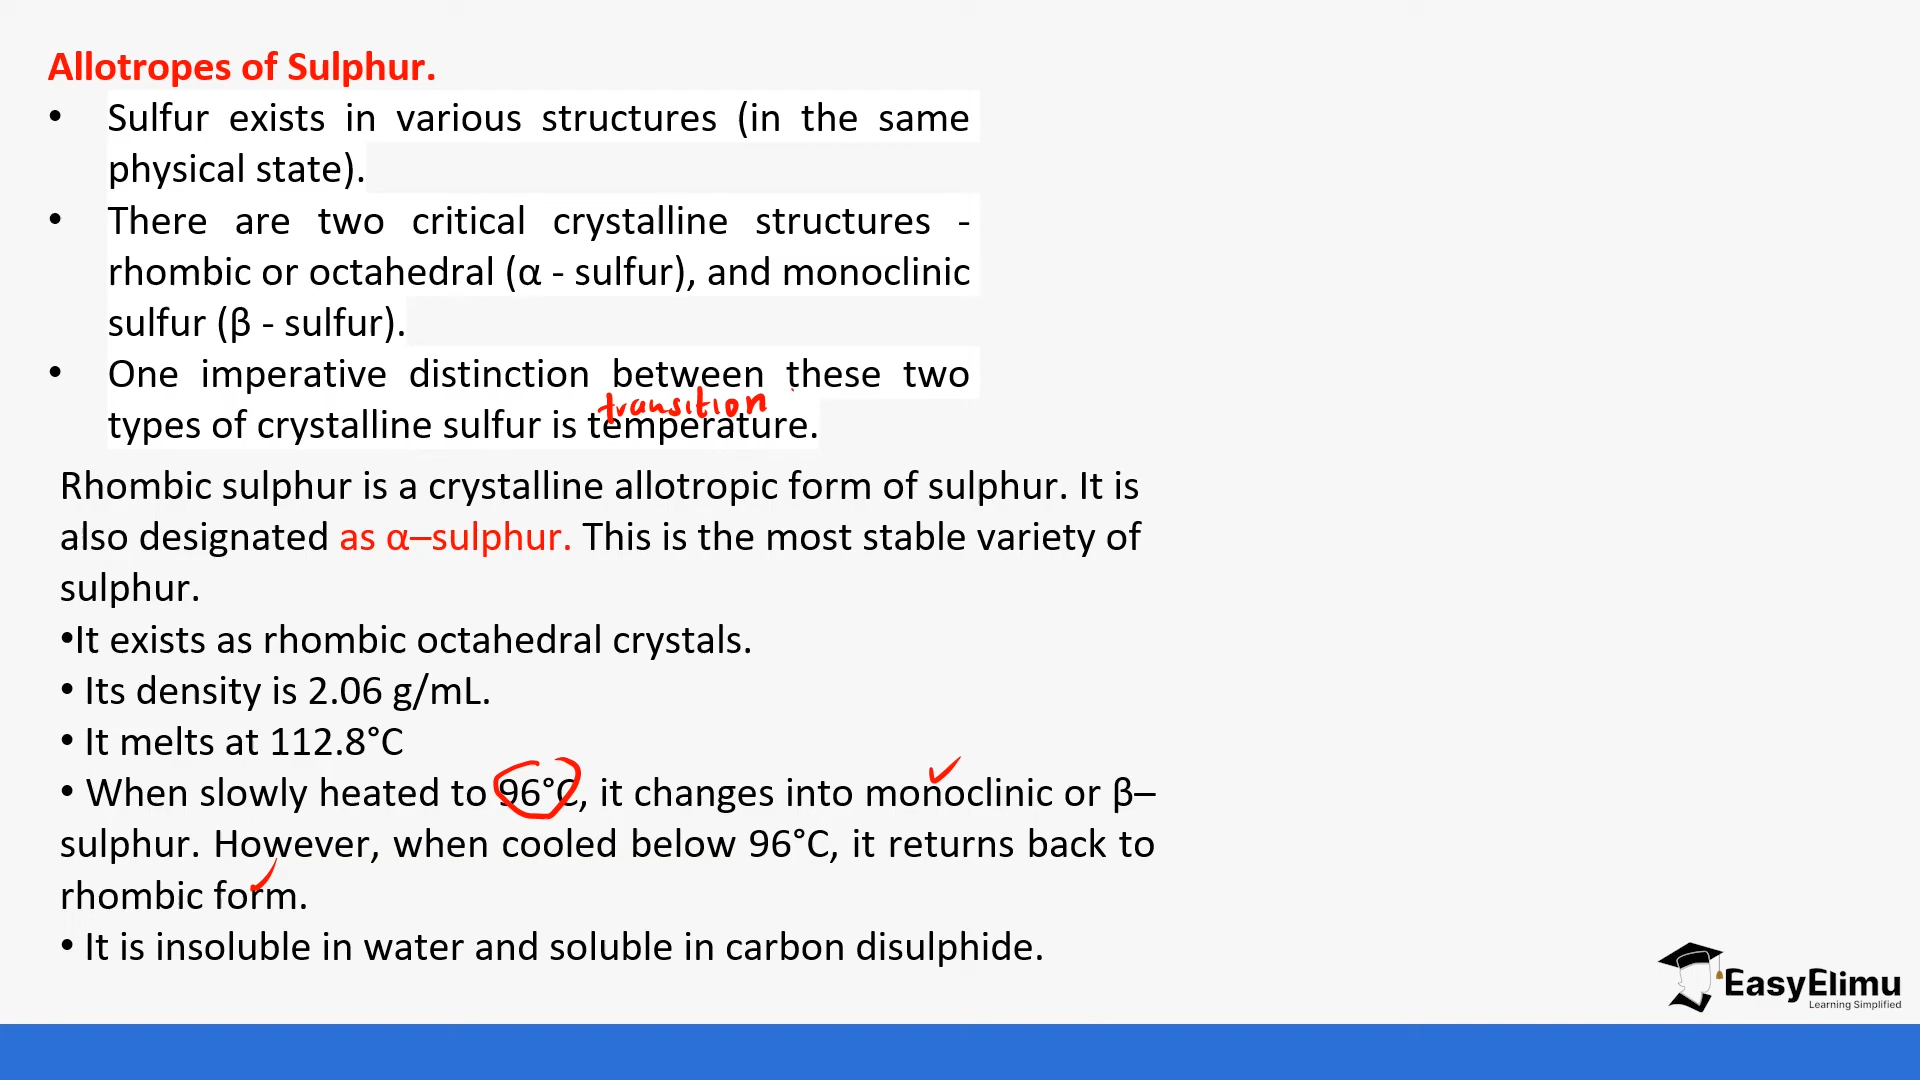 Allotropes of Sulphur.
• Sulfur exists in various structures (in the same
physical state).
• There are two critical crystalline structures -
rhombic or octahedral (α - sulfur), and monoclinic
sulfur (β - sulfur).
• One imperative distinction between these two
transition
types of crystalline sulfur is temperature.
Rhombic sulphur is a crystalline allotropic form of sulphur. It is
also designated as α–sulphur. This is the most stable variety of
sulphur.
•It exists as rhombic octahedral crystals.
• Its density is 2.06 g/mL.
• It melts at 112.8°C
• When slowly heated to 96°C, it changes into monoclinic or β–
sulphur. However, when cooled below 96°C, it returns back to
rhombic form.
• It is insoluble in water and soluble in carbon disulphide.
EasyElimu
Learning Simplified